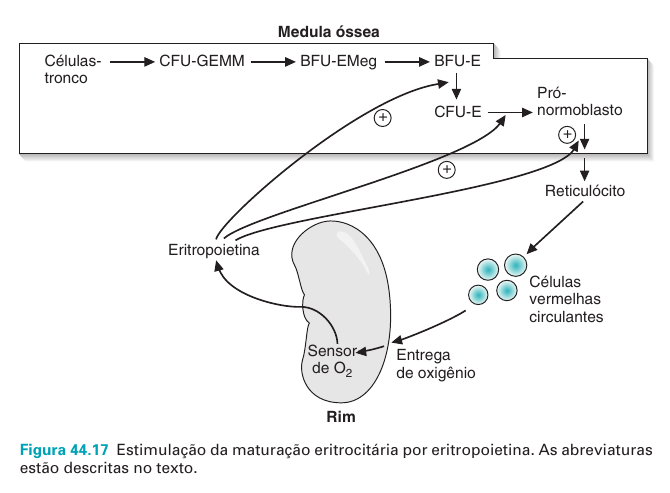 Medula óssea
Células-
tronco
CFU-GEMM
BFU-EMeg
BFU-E
CFU-E
Pró-
normoblasto
+
+
+
Reticulócito
Eritropoietina
Células
vermelhas
circulantes
Sensor
de O₂
Entrega
de oxigênio
Rim
Figura 44.17 Estimulação da maturação eritrocitária por eritropoietina. As abreviaturas
estão descritas no texto.